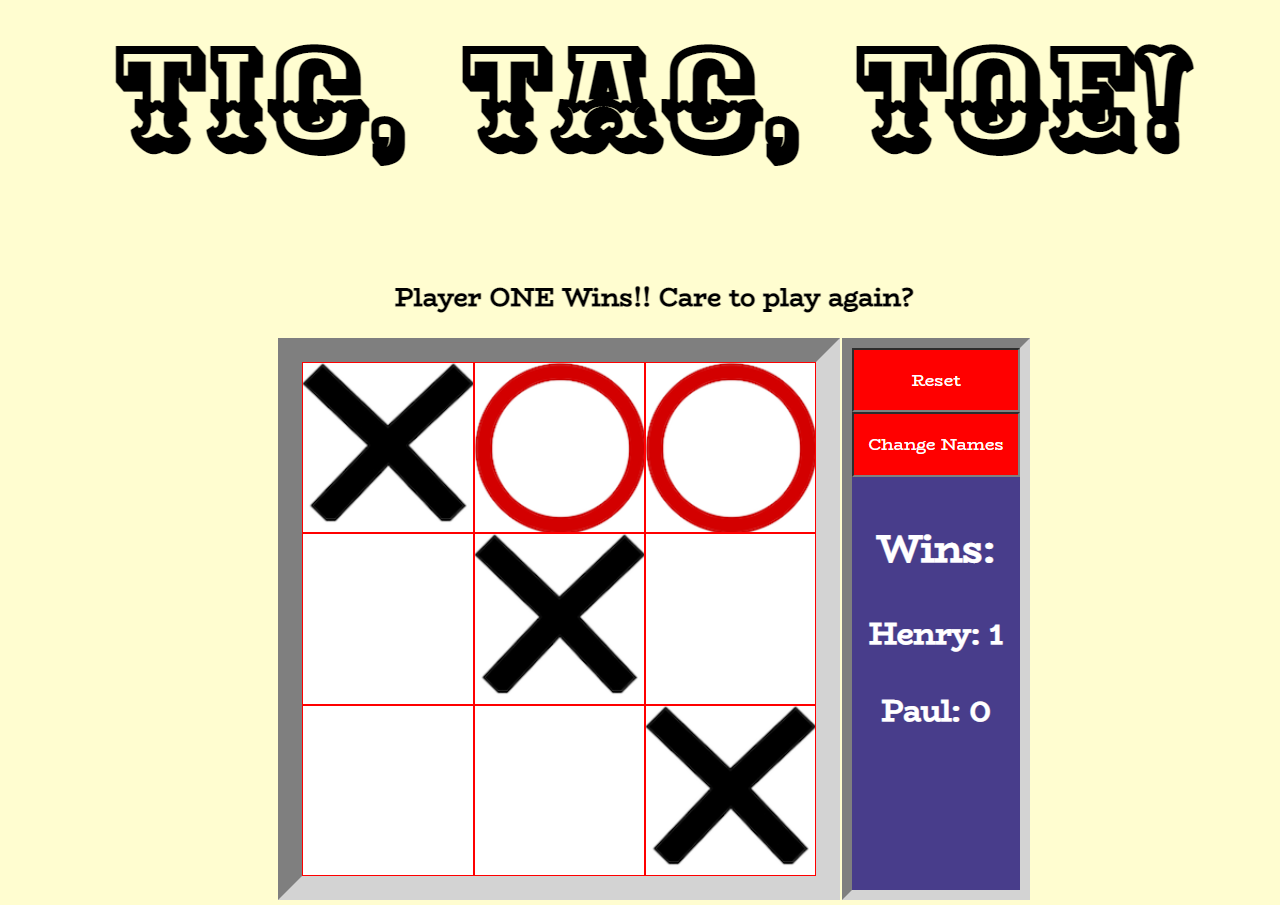 TIC, TAC, TOE!
Player ONE Wins!! Care to play again?
Reset
Change Names
Wins:
Henry: 1
Paul: 0